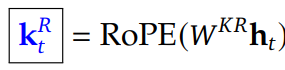 k_t^R = RoPE(W^{KR}h_t)